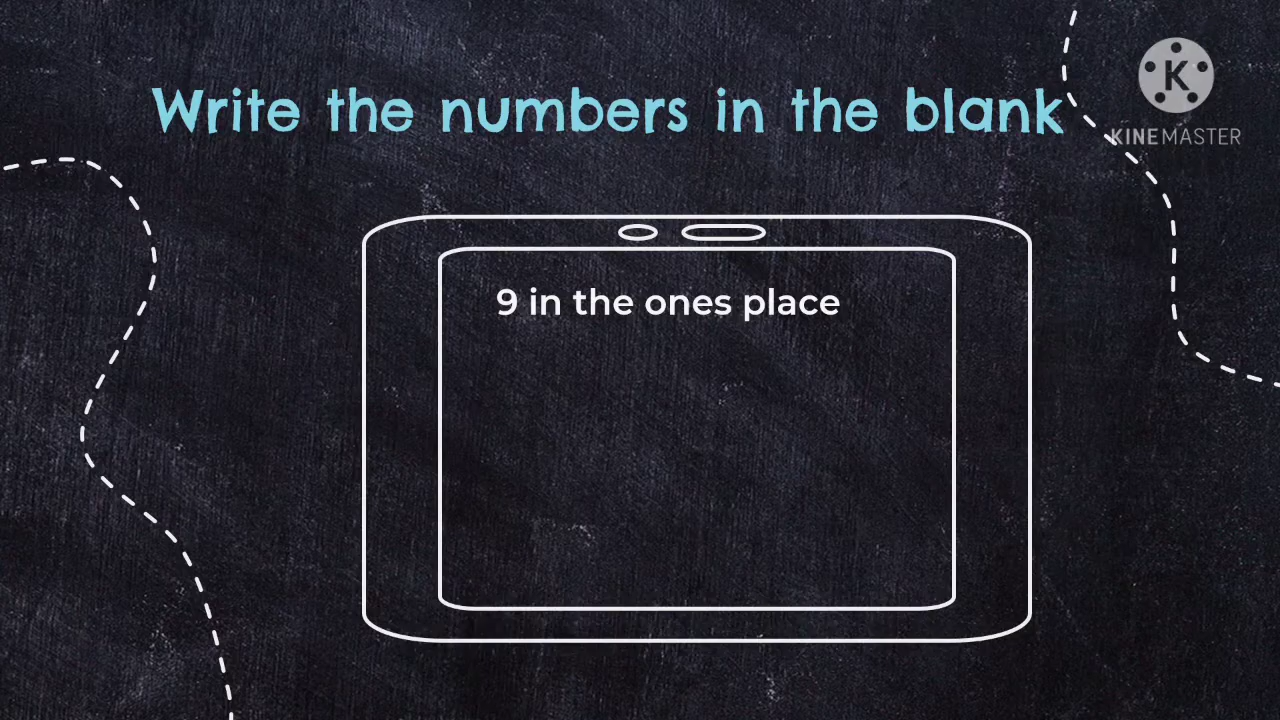 Write the numbers in the blank
K
KINEMASTER
9 in the ones place